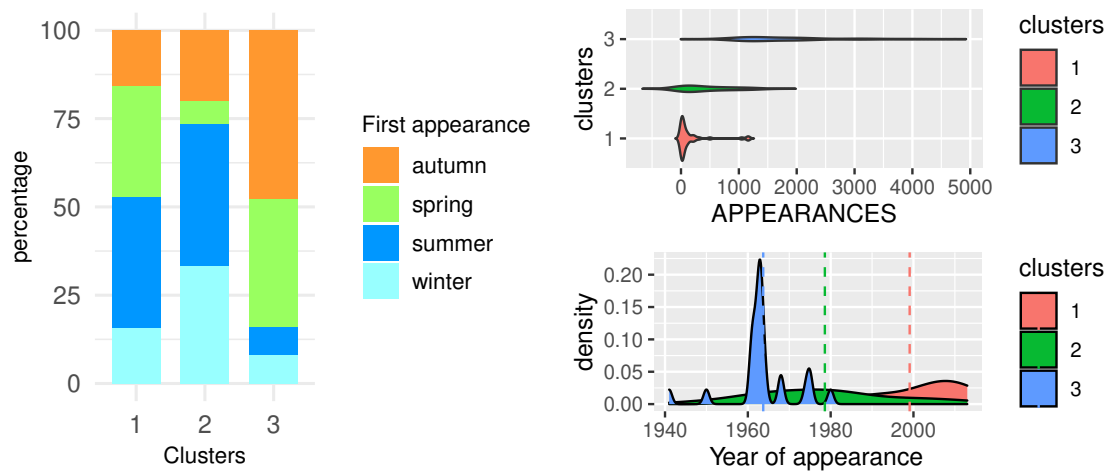 100
75
50
25
0
percentage
1 2 3
Clusters
First appearance
autumn
spring
summer
winter
3
2
1
clusters
0 1000 2000 3000 4000 5000
APPEARANCES
clusters
1
2
3
0.20
0.15
0.10
0.05
0.00
density
1940 1960 1980 2000
Year of appearance
clusters
1
2
3